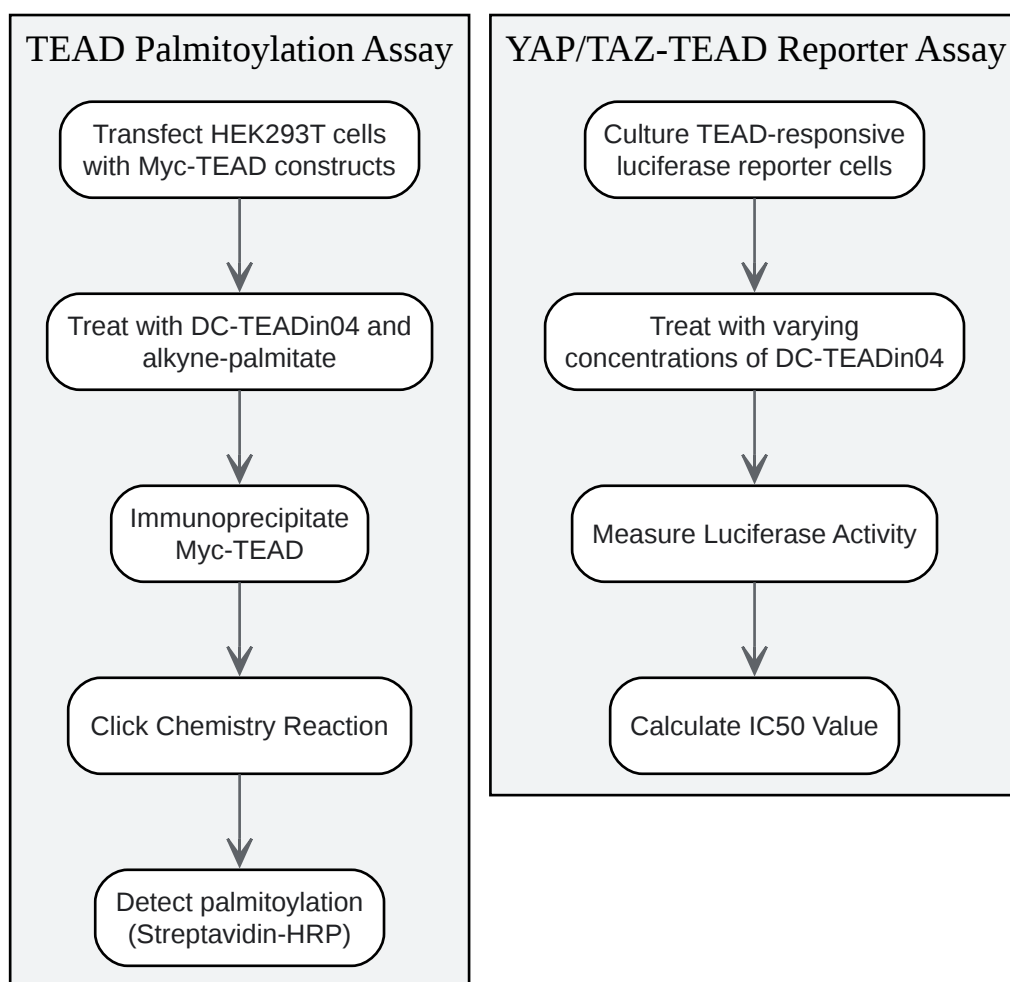 TEAD Palmitoylation Assay
Transfect HEK293T cells
with Myc-TEAD constructs
Treat with DC-TEADin04 and
alkyne-palmitate
Immunoprecipitate
Myc-TEAD
Click Chemistry Reaction
Detect palmitoylation
(Streptavidin-HRP)
YAP/TAZ-TEAD Reporter Assay
Culture TEAD-responsive
luciferase reporter cells
Treat with varying
concentrations of DC-TEADin04
Measure Luciferase Activity
Calculate IC50 Value